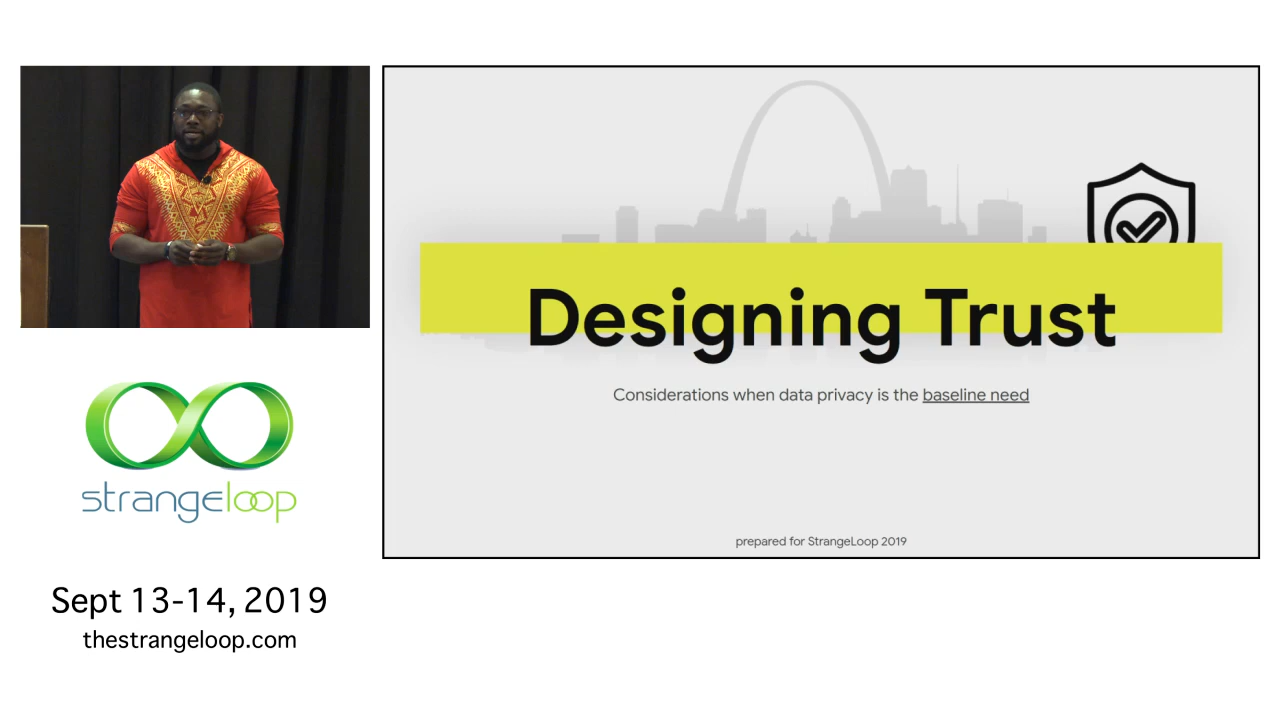 Designing Trust
Considerations when data privacy is the baseline need
prepared for StrangeLoop 2019
strangeloop
Sept 13-14, 2019
thestrangeloop.com